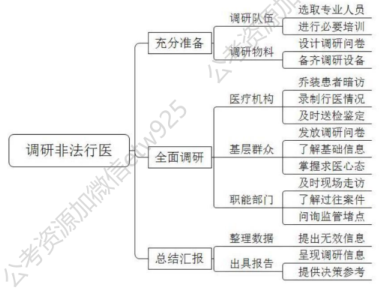 调研非法行医
充分准备
调研队伍
选取专业人员
进行必要培训
调研物料
设计调研问卷
备齐调研设备
全面调研
医疗机构
乔装患者暗访
录制行医情况
及时送检鉴定
基层群众
发放调研问卷
了解基础信息
掌握求医心态
职能部门
及时现场走访
了解过往案件
问询监管堵点
总结汇报
整理数据
提出无效信息
出具报告
呈现调研信息
提供决策参考
公考资源加微信